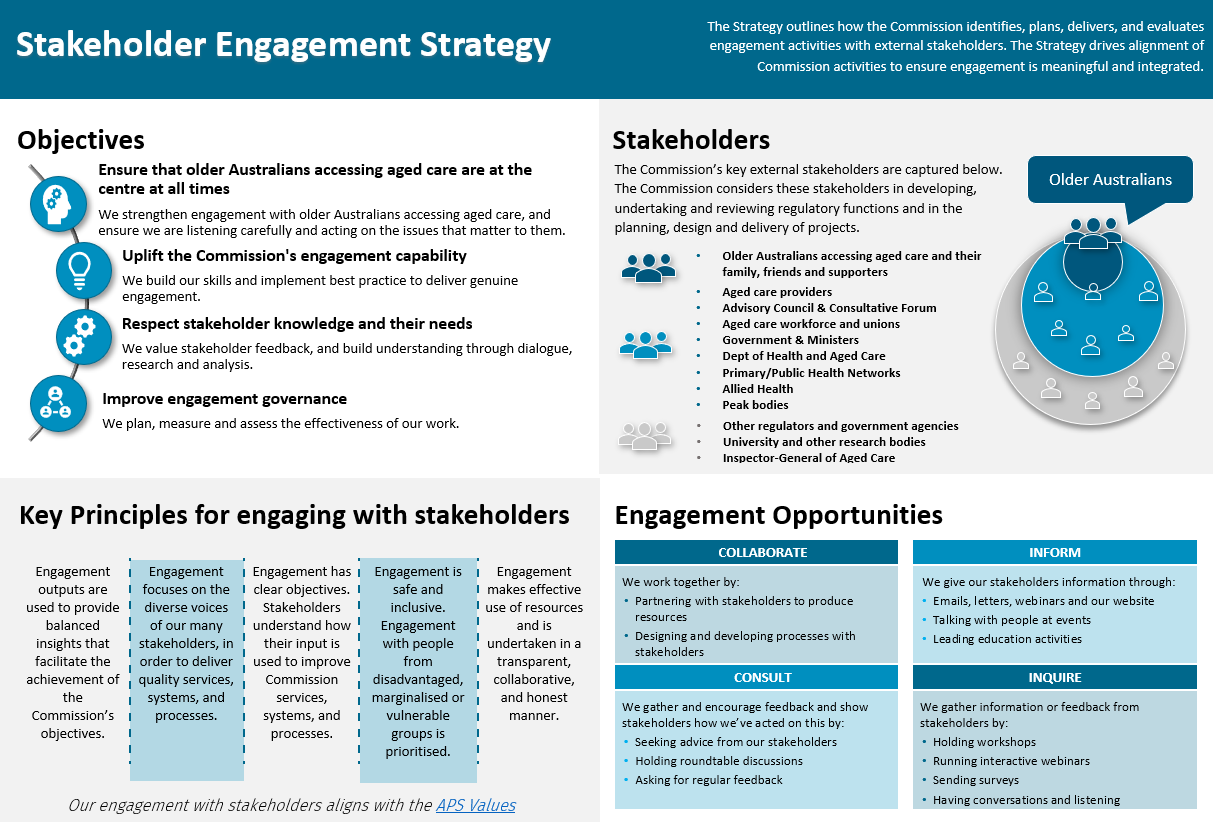 Stakeholder Engagement Strategy
The Strategy outlines how the Commission identifies, plans, delivers, and evaluates
engagement activities with external stakeholders. The Strategy drives alignment of
Commission activities to ensure engagement is meaningful and integrated.
Objectives
Ensure that older Australians accessing aged care are at the
centre at all times
We strengthen engagement with older Australians accessing aged care, and
ensure we are listening carefully and acting on the issues that matter to them.
Uplift the Commission's engagement capability
We build our skills and implement best practice to deliver genuine
engagement.
Respect stakeholder knowledge and their needs
We value stakeholder feedback, and build understanding through dialogue,
research and analysis.
Improve engagement governance
We plan, measure and assess the effectiveness of our work.
Stakeholders
The Commission's key external stakeholders are captured below.
The Commission considers these stakeholders in developing,
undertaking and reviewing regulatory functions and in the
planning, design and delivery of projects.
Older Australians
• Older Australians accessing aged care and their
family, friends and supporters
• Aged care providers
• Advisory Council & Consultative Forum
• Aged care workforce and unions
• Government & Ministers
• Dept of Health and Aged Care
• Primary/Public Health Networks
• Allied Health
• Peak bodies
• Other regulators and government agencies
• University and other research bodies
• Inspector-General of Aged Care
Key Principles for engaging with stakeholders
Engagement
outputs are
used to provide
balanced
insights that
facilitate the
achievement of
the
Commission's
objectives.
Engagement
focuses on the
diverse voices
of our many
stakeholders, in
order to deliver
quality services,
systems, and
processes.
Engagement has
clear objectives.
Stakeholders
understand how
their input is
used to improve
Commission
services,
systems, and
processes.
Engagement is
safe and
inclusive.
Engagement
with people
from
disadvantaged,
marginalised or
vulnerable
groups is
prioritised.
Engagement
makes effective
use of resources
and is
undertaken in a
transparent,
collaborative,
and honest
manner.
Our engagement with stakeholders aligns with the APS Values
Engagement Opportunities
COLLABORATE
We work together by:
• Partnering with stakeholders to produce
resources
• Designing and developing processes with
stakeholders
INFORM
We give our stakeholders information through:
• Emails, letters, webinars and our website
• Talking with people at events
• Leading education activities
CONSULT
We gather and encourage feedback and show
stakeholders how we've acted on this by:
• Seeking advice from our stakeholders
• Holding roundtable discussions
• Asking for regular feedback
INQUIRE
We gather information or feedback from
stakeholders by:
• Holding workshops
• Running interactive webinars
• Sending surveys
• Having conversations and listening